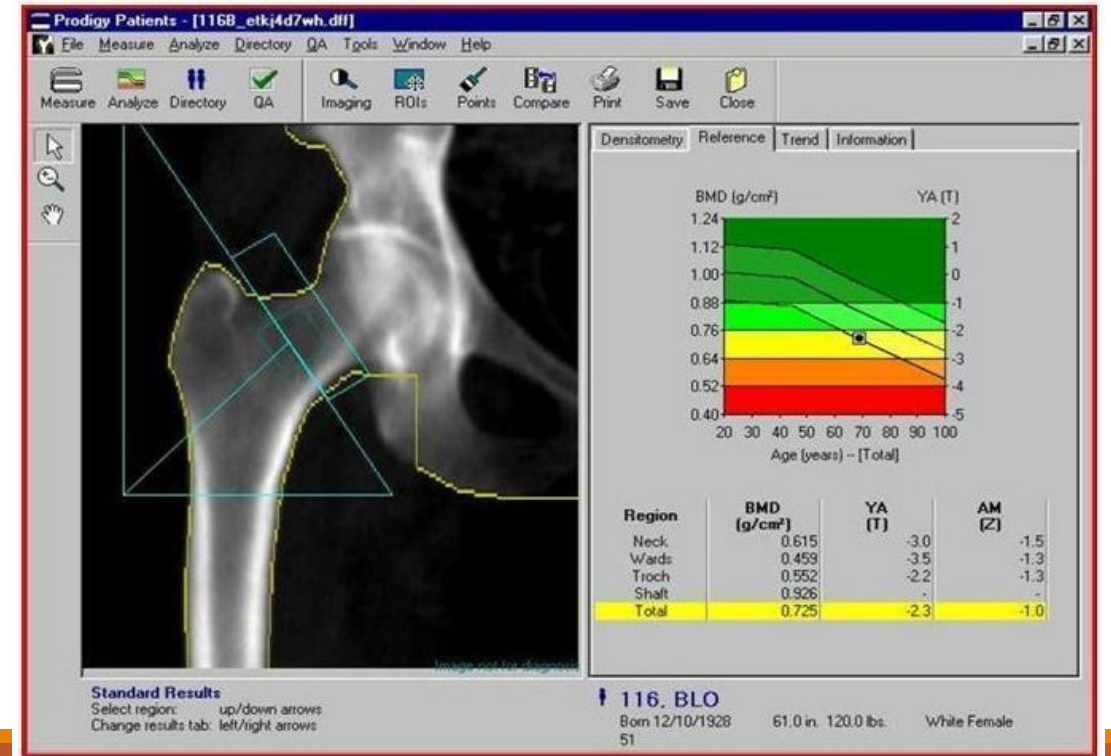 Prodigy Patients - [116B_etkj4d7wh.dff]
File Measure Analyze Directory QA Tools Window Help
Measure Analyze Directory QA Imaging ROIs Points Compare Print Save Close
Densitometry Reference Trend Information
BMD (g/cm²) YA (T)
1.24 2
1.12 1
1.00 0
0.88 -1
0.76 -2
0.64 -3
0.52 -4
0.40 -5
20 30 40 50 60 70 80 90 100
Age (years) -- [Total]
Region BMD (g/cm²) YA (T) AM (Z)
Neck 0.615 -3.0 -1.5
Wards 0.459 -3.5 -1.3
Troch 0.552 -2.2 -1.3
Shaft 0.926 - -
Total 0.725 -2.3 -1.0
Image not for diagnosis
Standard Results
Select region: up/down arrows
Change results tab: left/right arrows
116, BLO
Born 12/10/1928 61.0 in. 120.0 lbs. White Female
51